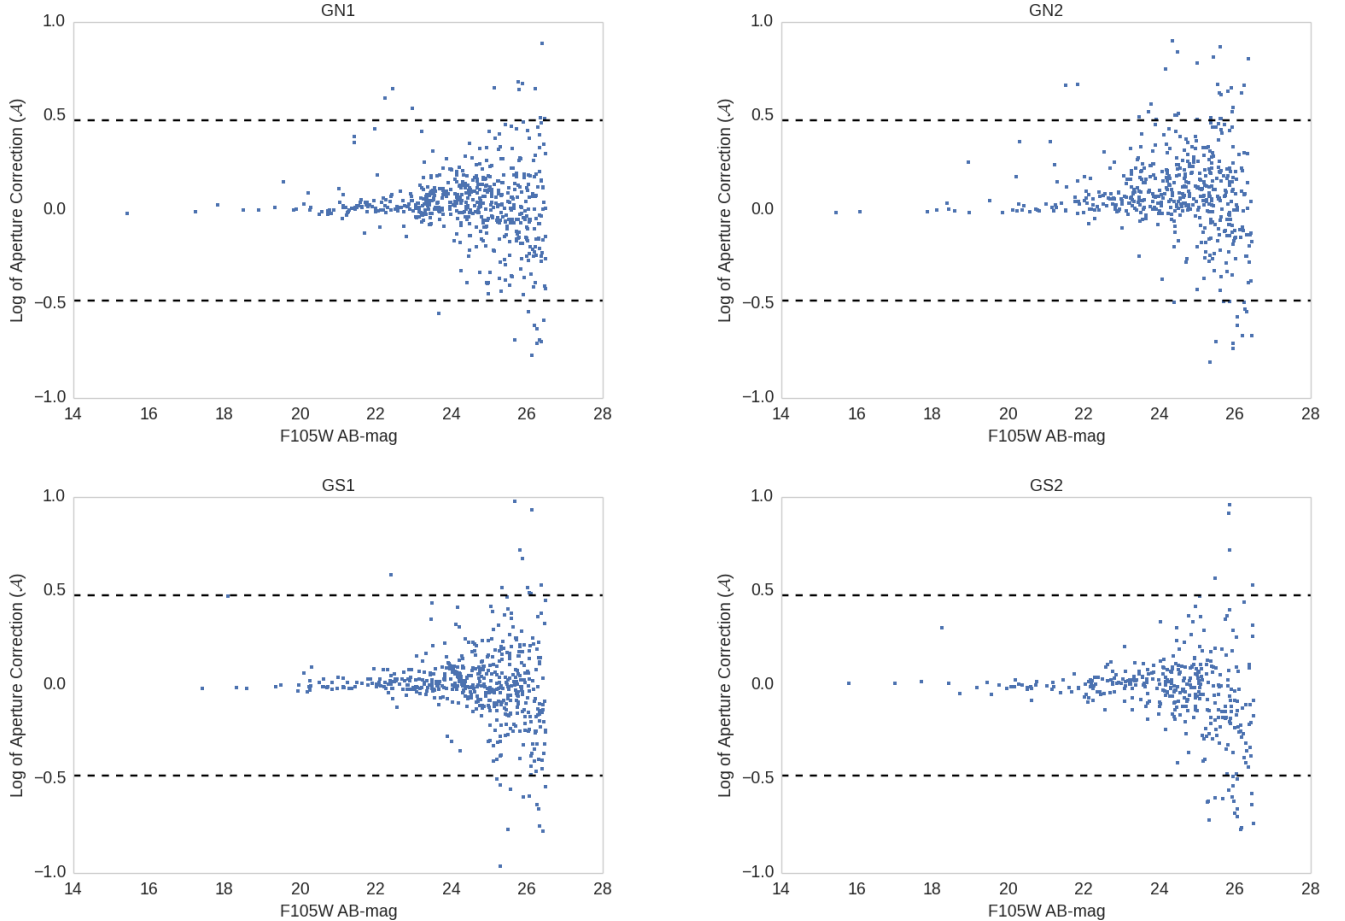 GN1
1.0
0.5
0.0
−0.5
−1.0
Log of Aperture Correction (𝒜)
14 16 18 20 22 24 26 28
F105W AB-mag
GN2
1.0
0.5
0.0
−0.5
−1.0
Log of Aperture Correction (𝒜)
14 16 18 20 22 24 26 28
F105W AB-mag
GS1
1.0
0.5
0.0
−0.5
−1.0
Log of Aperture Correction (𝒜)
14 16 18 20 22 24 26 28
F105W AB-mag
GS2
1.0
0.5
0.0
−0.5
−1.0
Log of Aperture Correction (𝒜)
14 16 18 20 22 24 26 28
F105W AB-mag